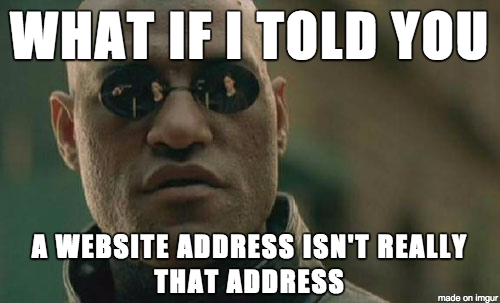 WHAT IF I TOLD YOU
A WEBSITE ADDRESS ISN'T REALLY
THAT ADDRESS
made on imgur